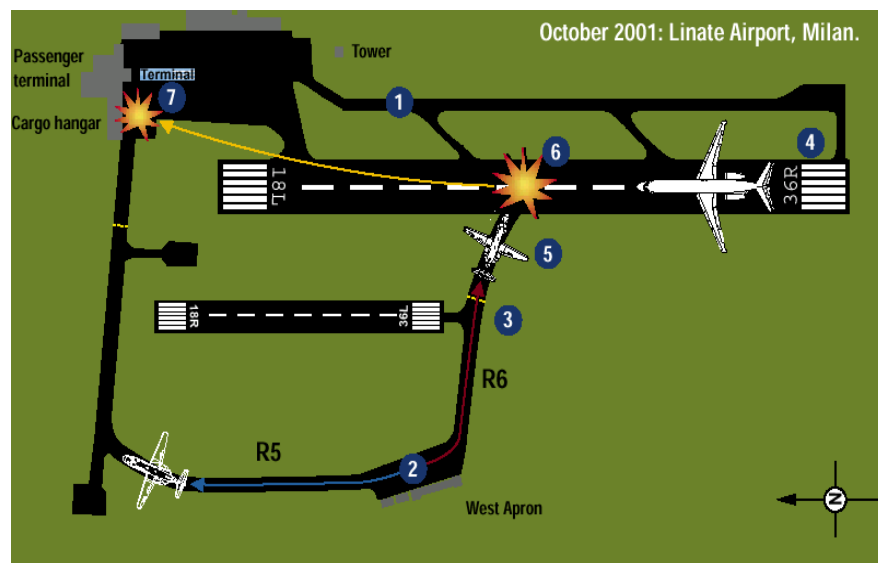 October 2001: Linate Airport, Milan.
Passenger
terminal
Tower
Terminal
7
1
Cargo hangar
6
4
18L
36R
5
18R
36L
3
R6
R5
2
West Apron
N